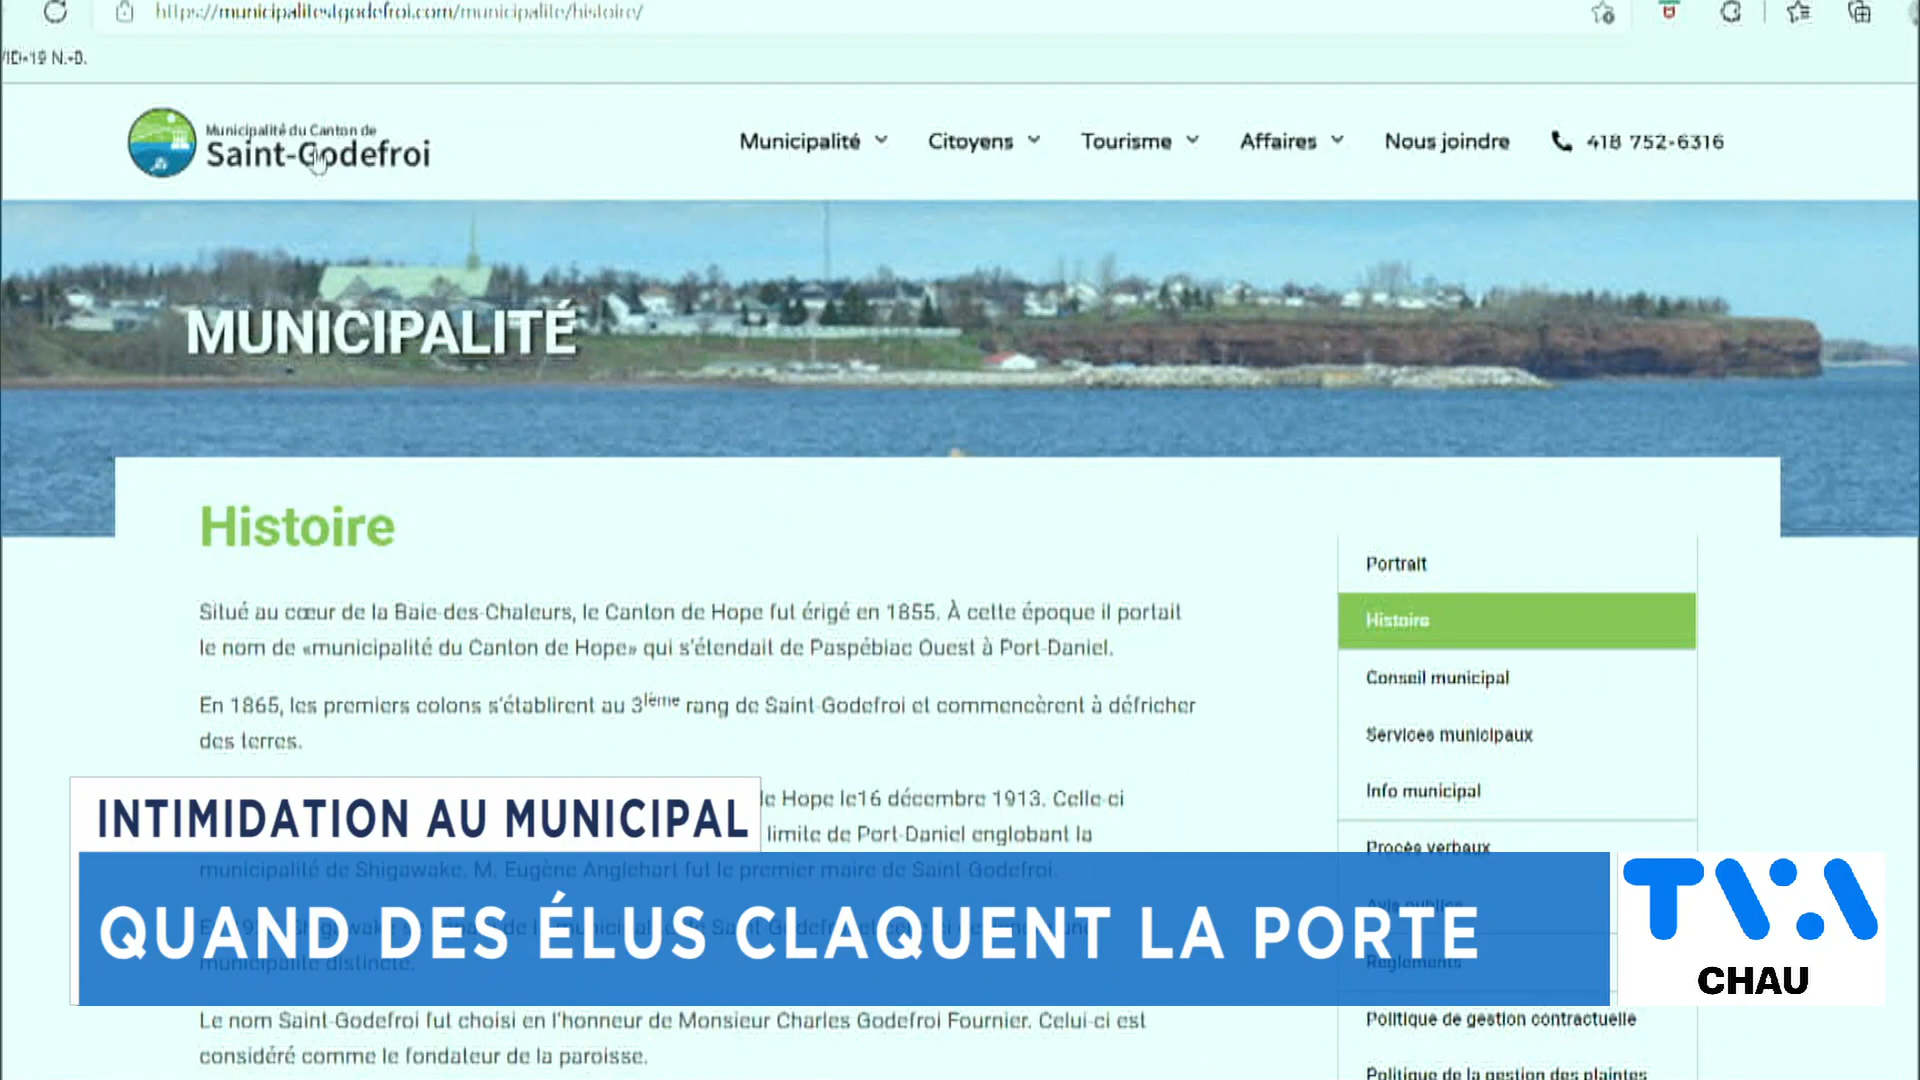 https://municipalitestgodefroi.com/municipalite/histoire/
Municipalité du Canton de
Saint-Godefroi
Municipalité
Citoyens
Tourisme
Affaires
Nous joindre
418 752-6316
MUNICIPALITÉ
Histoire
Situé au cœur de la Baie-des-Chaleurs, le Canton de Hope fut érigé en 1855. À cette époque il portait
le nom de «municipalité du Canton de Hope» qui s'étendait de Paspébiac Ouest à Port-Daniel.
En 1865, les premiers colons s'établirent au 3ième rang de Saint-Godefroi et commencèrent à défricher
des terres.
de Hope le16 décembre 1913. Celle-ci
limite de Port-Daniel englobant la
municipalité de Shigawake. M. Eugène Anglehart fut le premier maire de Saint Godefroi.
municipalité distincte.
Le nom Saint-Godefroi fut choisi en l'honneur de Monsieur Charles Godefroi Fournier. Celui-ci est
considéré comme le fondateur de la paroisse.
Portrait
Histoire
Conseil municipal
Services municipaux
Info municipal
Procès verbaux
Avis publics
Règlements
Politique de gestion contractuelle
Politique de la gestion des plaintes
INTIMIDATION AU MUNICIPAL
QUAND DES ÉLUS CLAQUENT LA PORTE
TVA
CHAU